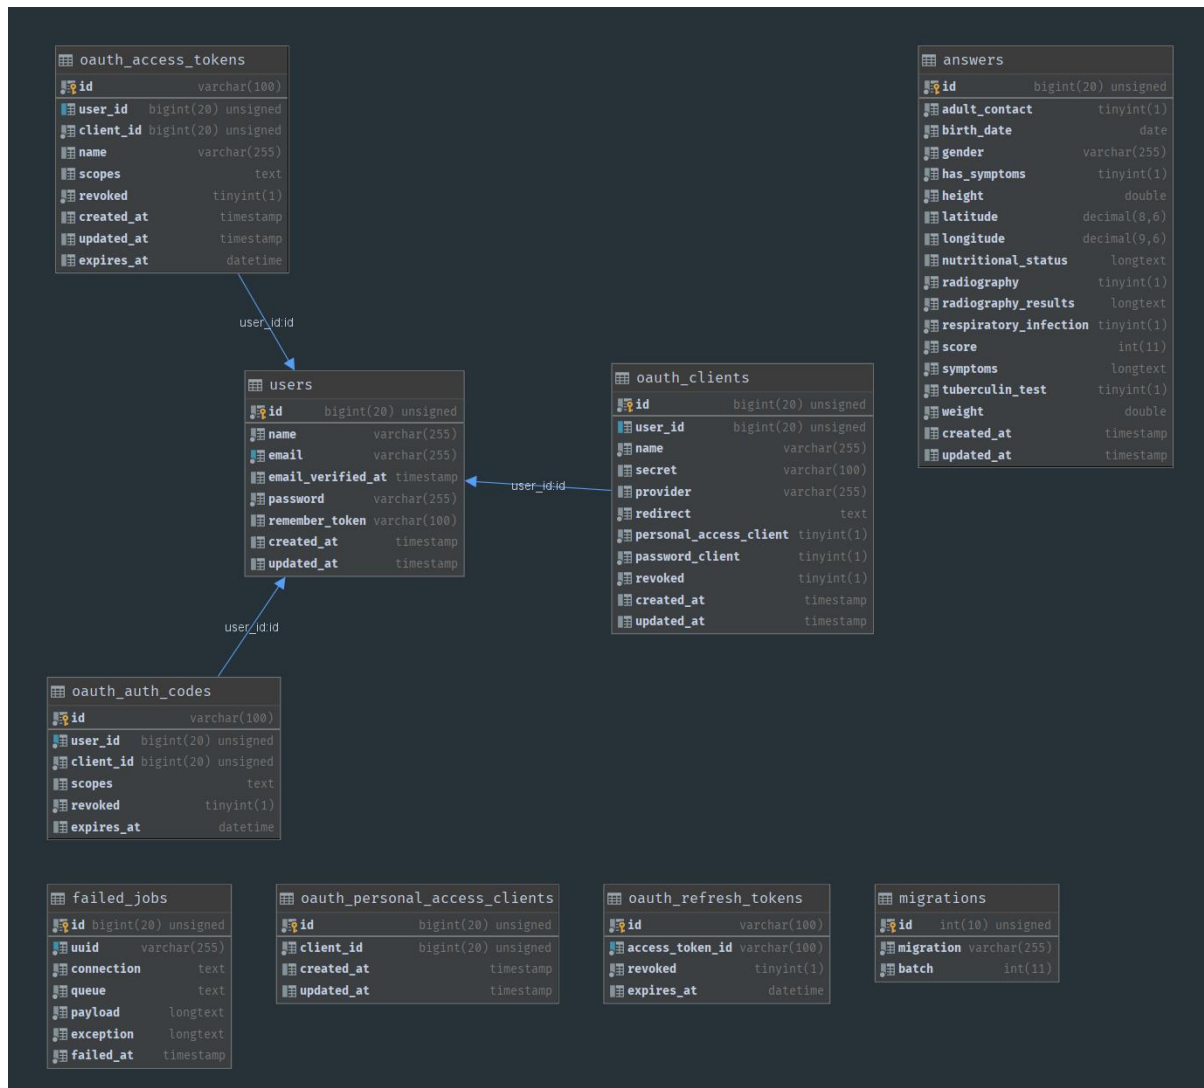 oauth_access_tokens
id varchar(100)
user_id bigint(20) unsigned
client_id bigint(20) unsigned
name varchar(255)
scopes text
revoked tinyint(1)
created_at timestamp
updated_at timestamp
expires_at datetime
answers
id bigint(20) unsigned
adult_contact tinyint(1)
birth_date date
gender varchar(255)
has_symptoms tinyint(1)
height double
latitude decimal(8,6)
longitude decimal(9,6)
nutritional_status longtext
radiography tinyint(1)
radiography_results longtext
respiratory_infection tinyint(1)
score int(11)
symptoms longtext
tuberculin_test tinyint(1)
weight double
created_at timestamp
updated_at timestamp
user_id:id
users
id bigint(20) unsigned
name varchar(255)
email varchar(255)
email_verified_at timestamp
password varchar(255)
remember_token varchar(100)
created_at timestamp
updated_at timestamp
user_id:id
oauth_clients
id bigint(20) unsigned
user_id bigint(20) unsigned
name varchar(255)
secret varchar(100)
provider varchar(255)
redirect text
personal_access_client tinyint(1)
password_client tinyint(1)
revoked tinyint(1)
created_at timestamp
updated_at timestamp
user_id:id
oauth_auth_codes
id varchar(100)
user_id bigint(20) unsigned
client_id bigint(20) unsigned
scopes text
revoked tinyint(1)
expires_at datetime
failed_jobs
id bigint(20) unsigned
uuid varchar(255)
connection text
queue text
payload longtext
exception longtext
failed_at timestamp
oauth_personal_access_clients
id bigint(20) unsigned
client_id bigint(20) unsigned
created_at timestamp
updated_at timestamp
oauth_refresh_tokens
id varchar(100)
access_token_id varchar(100)
revoked tinyint(1)
expires_at datetime
migrations
id int(10) unsigned
migration varchar(255)
batch int(11)